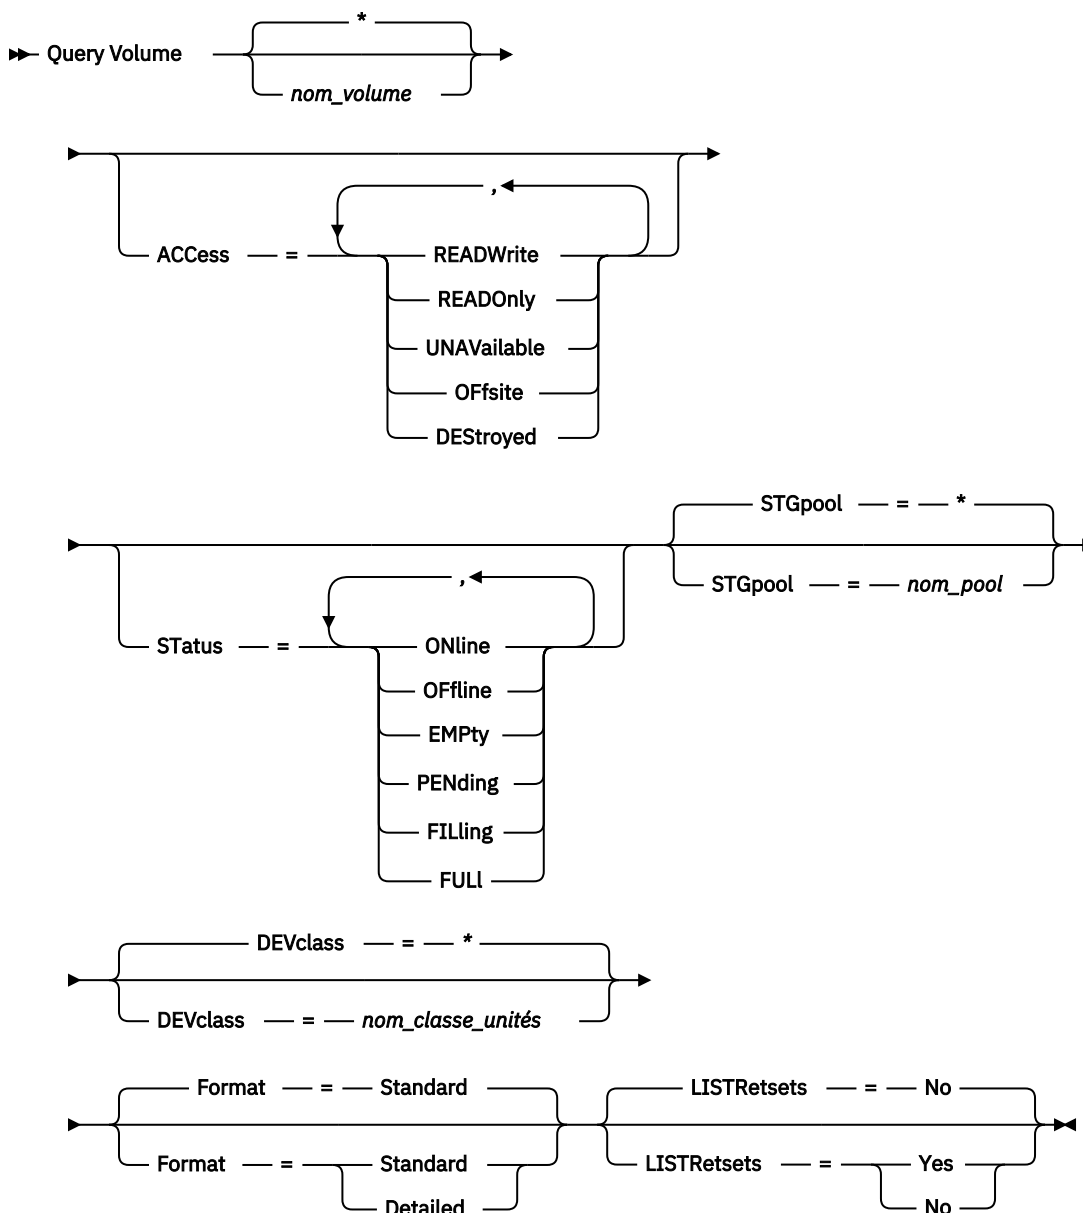 *
Query Volume
nom_volume
,
ACCess = READWrite
READOnly
UNAVailable
OFfsite
DEStroyed
STGpool = *
STGpool = nom_pool
,
STatus = ONline
OFfline
EMPty
PENding
FILling
FULl
DEVclass = *
DEVclass = nom_classe_unités
Format = Standard LISTRetsets = No
Format = Standard LISTRetsets = Yes
Detailed No